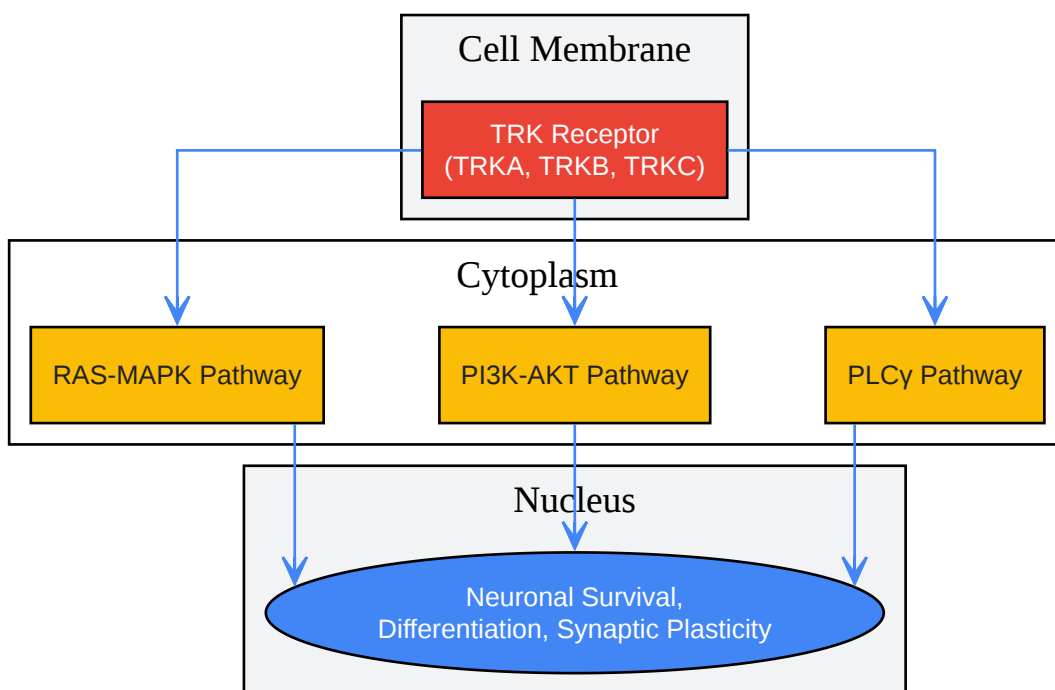 Cell Membrane
TRK Receptor
(TRKA, TRKB, TRKC)
Cytoplasm
RAS-MAPK Pathway
PI3K-AKT Pathway
PLCγ Pathway
Nucleus
Neuronal Survival,
Differentiation, Synaptic Plasticity